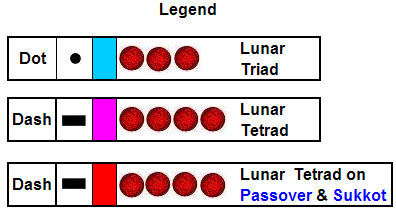 Legend
Dot Lunar
Triad
Dash Lunar
Tetrad
Dash Lunar Tetrad on
Passover & Sukkot